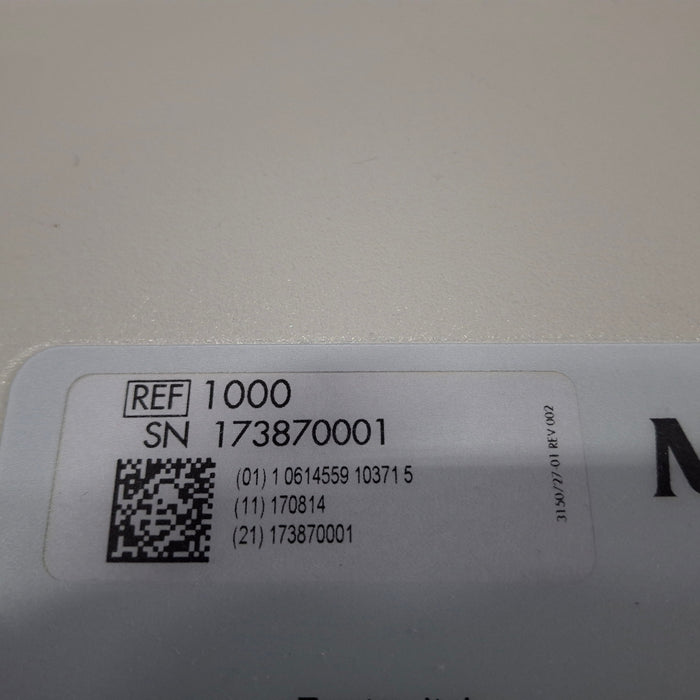 REF 1000
SN 173870001
(01) 1 0614559 10371 5
(11) 170814
(21) 173870001
3150/27-01 REV 002